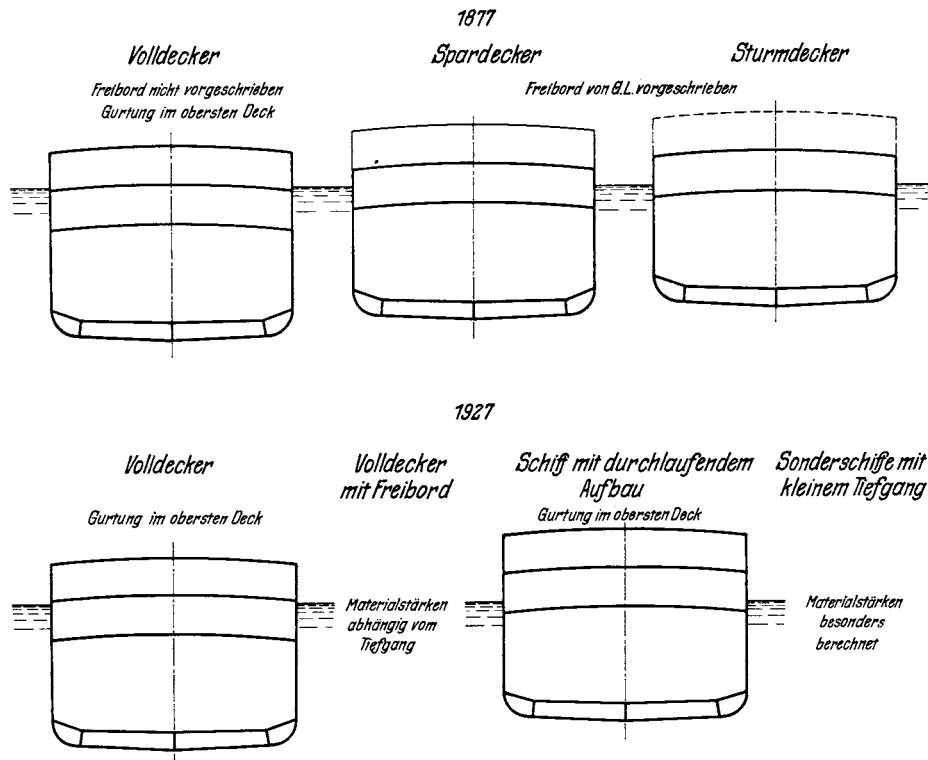 1877
Volldecker
Spardecker
Sturmdecker
Freibord nicht vorgeschrieben
Gurtung im obersten Deck
Freibord von G.L. vorgeschrieben
1927
Volldecker
Gurtung im obersten Deck
Volldecker
mit Freibord
Schiff mit durchlaufendem
Aufbau
Gurtung im obersten Deck
Sonderschiffe mit
kleinem Tiefgang
Materialstärken
abhängig vom
Tiefgang
Materialstärken
besonders
berechnet